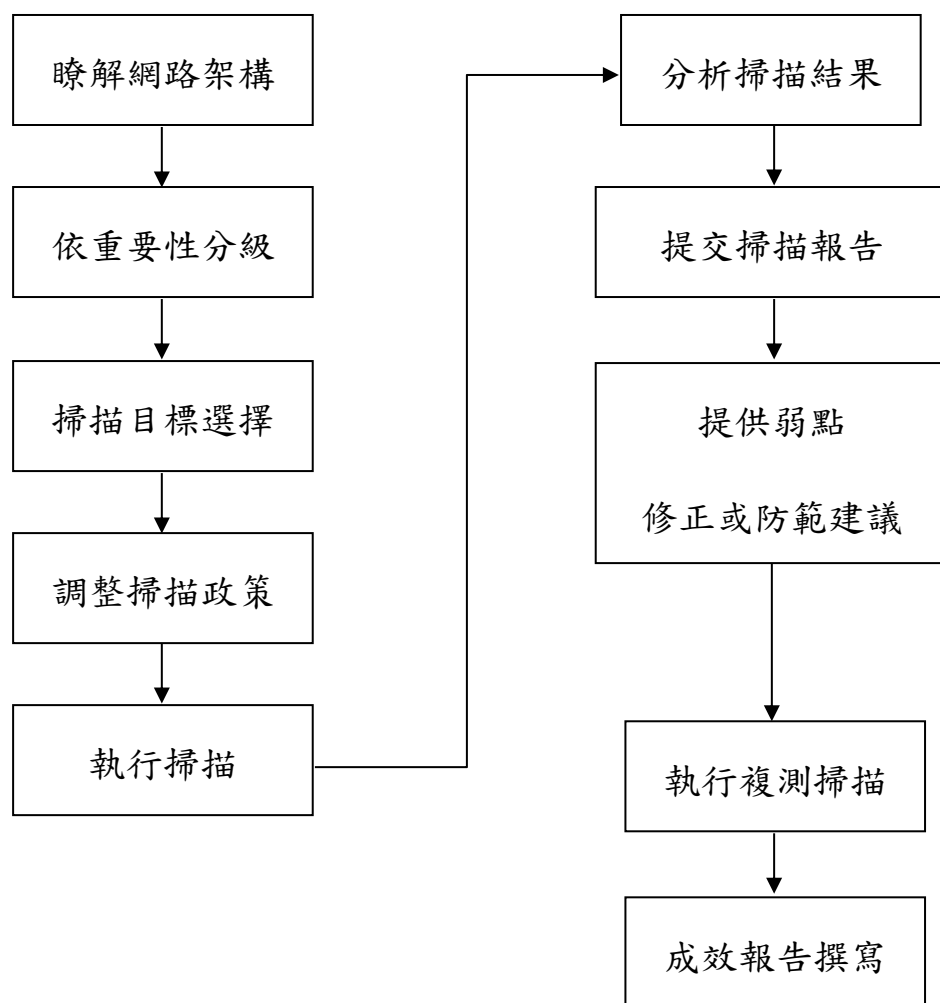 瞭解網路架構
依重要性分級
掃描目標選擇
調整掃描政策
執行掃描
分析掃描結果
提交掃描報告
提供弱點
修正或防範建議
執行複測掃描
成效報告撰寫